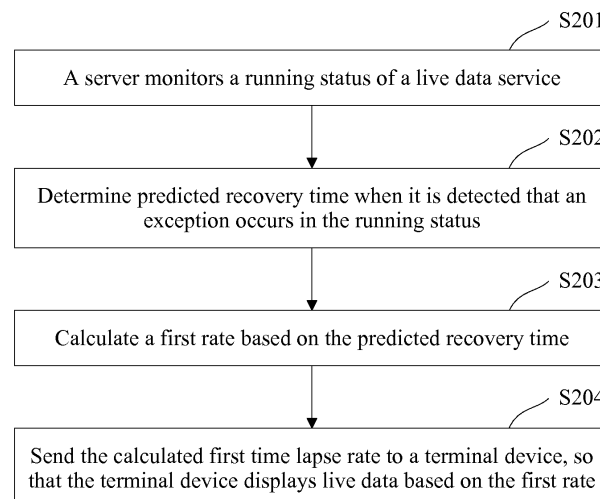 S201
A server monitors a running status of a live data service
S202
Determine predicted recovery time when it is detected that an
exception occurs in the running status
S203
Calculate a first rate based on the predicted recovery time
S204
Send the calculated first time lapse rate to a terminal device, so
that the terminal device displays live data based on the first rate